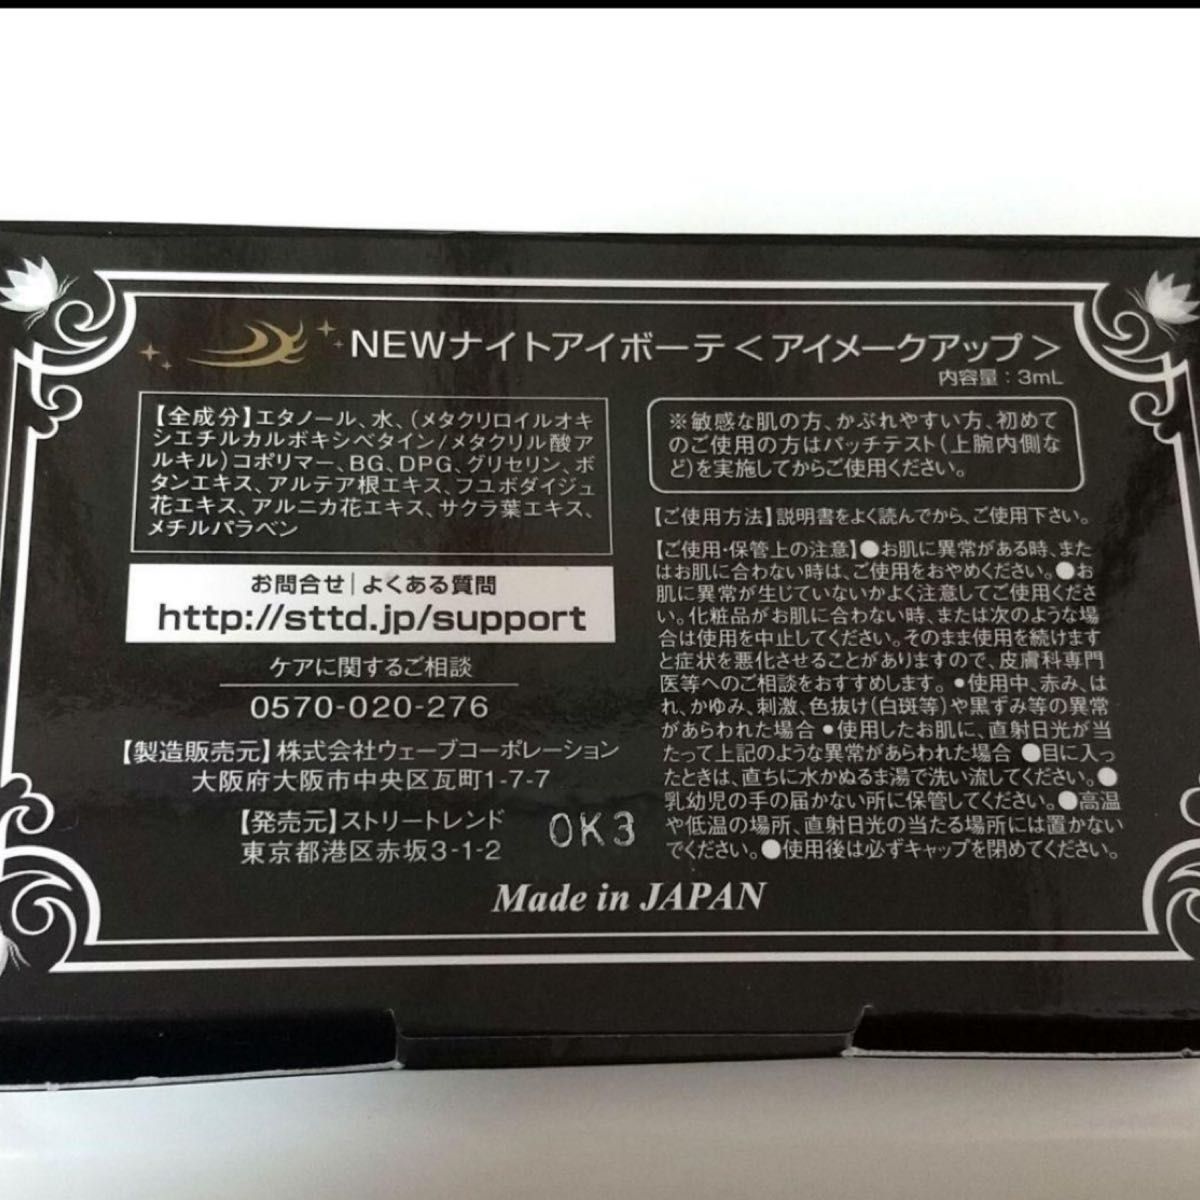 NEWナイトアイボーテ＜アイメークアップ＞
内容量：3mL
【全成分】エタノール、水、(メタクリロイルオキ
シエチルカルボキシベタイン/メタクリル酸ア
ルキル)コポリマー、BG、DPG、グリセリン、ボ
タンエキス、アルテア根エキス、フユボダイジュ
花エキス、アルニカ花エキス、サクラ葉エキス、
メチルパラベン
お問合せ|よくある質問
http://sttd.jp/support
ケアに関するご相談
0570-020-276
【製造販売元】株式会社ウェーブコーポレーション
大阪府大阪市中央区瓦町1-7-7
【発売元】ストリートレンド
東京都港区赤坂3-1-2
OK3
※敏感な肌の方、かぶれやすい方、初めて
のご使用の方はパッチテスト(上腕内側な
ど)を実施してからご使用ください。
【ご使用方法】説明書をよく読んでから、ご使用下さい。
【ご使用・保管上の注意】●お肌に異常がある時、また
はお肌に合わない時は、ご使用をおやめください。●お
肌に異常が生じていないかよく注意してご使用くださ
い。化粧品がお肌に合わない時、または次のような場
合は使用を中止してください。そのまま使用を続けます
と症状を悪化させることがありますので、皮膚科専門
医等へのご相談をおすすめします。•使用中、赤み、は
れ、かゆみ、刺激、色抜け(白斑等)や黒ずみ等の異常
があらわれた場合 •使用したお肌に、直射日光が当
たって上記のような異常があらわれた場合 ●目に入っ
たときは、直ちに水かぬるま湯で洗い流してください。●
乳幼児の手の届かない所に保管してください。●高温
や低温の場所、直射日光の当たる場所には置かない
でください。●使用後は必ずキャップを閉めてください。
Made in JAPAN